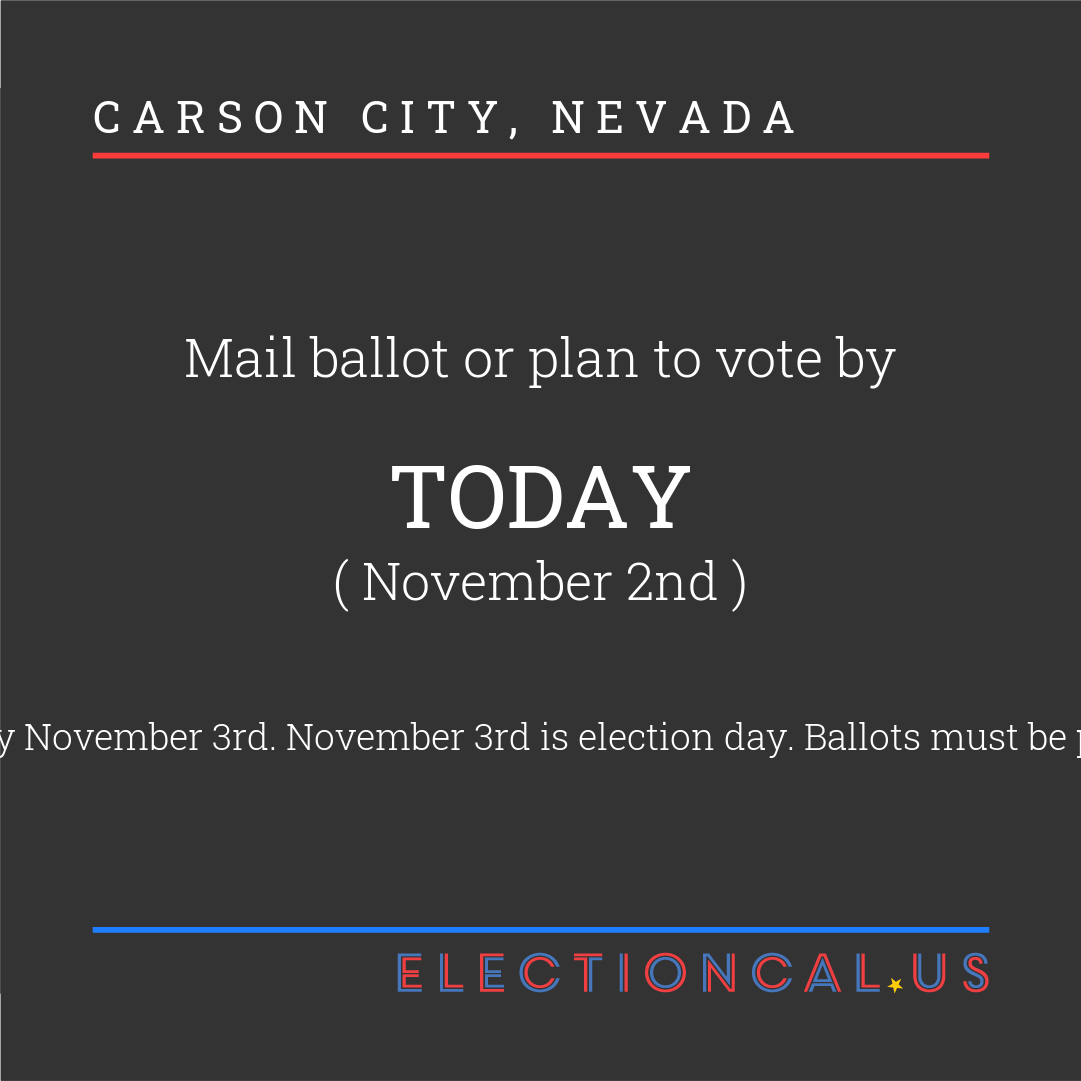 CARSON CITY, NEVADA
Mail ballot or plan to vote by
TODAY
( November 2nd )
November 3rd. November 3rd is election day. Ballots must be
ELECTIONCAL.US